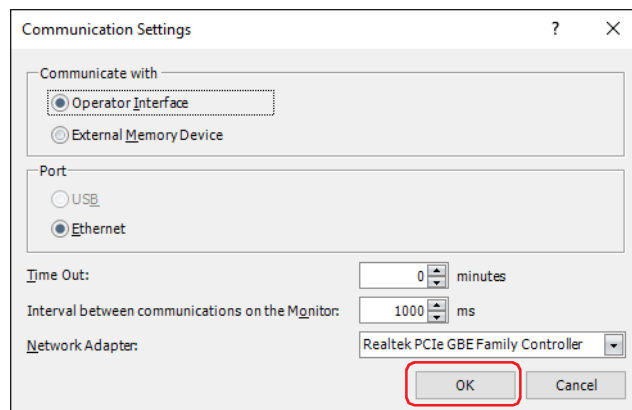 Communication Settings ? ×
Communicate with
Operator Interface
External Memory Device
Port
USB
Ethernet
Time Out: 0 minutes
Interval between communications on the Monitor: 1000 ms
Network Adapter: Realtek PCIe GBE Family Controller
OK Cancel